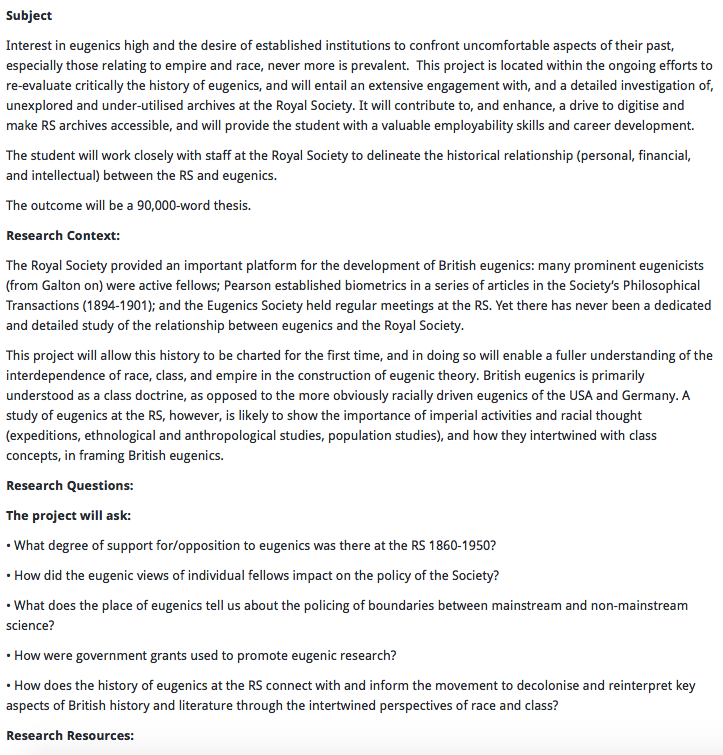 Subject
Interest in eugenics high and the desire of established institutions to confront uncomfortable aspects of their past,
especially those relating to empire and race, never more is prevalent.  This project is located within the ongoing efforts to
re-evaluate critically the history of eugenics, and will entail an extensive engagement with, and a detailed investigation of,
unexplored and under-utilised archives at the Royal Society. It will contribute to, and enhance, a drive to digitise and
make RS archives accessible, and will provide the student with a valuable employability skills and career development.
The student will work closely with staff at the Royal Society to delineate the historical relationship (personal, financial,
and intellectual) between the RS and eugenics.
The outcome will be a 90,000-word thesis.
Research Context:
The Royal Society provided an important platform for the development of British eugenics: many prominent eugenicists
(from Galton on) were active fellows; Pearson established biometrics in a series of articles in the Society's Philosophical
Transactions (1894-1901); and the Eugenics Society held regular meetings at the RS. Yet there has never been a dedicated
and detailed study of the relationship between eugenics and the Royal Society.
This project will allow this history to be charted for the first time, and in doing so will enable a fuller understanding of the
interdependence of race, class, and empire in the construction of eugenic theory. British eugenics is primarily
understood as a class doctrine, as opposed to the more obviously racially driven eugenics of the USA and Germany. A
study of eugenics at the RS, however, is likely to show the importance of imperial activities and racial thought
(expeditions, ethnological and anthropological studies, population studies), and how they intertwined with class
concepts, in framing British eugenics.
Research Questions:
The project will ask:
• What degree of support for/opposition to eugenics was there at the RS 1860-1950?
• How did the eugenic views of individual fellows impact on the policy of the Society?
• What does the place of eugenics tell us about the policing of boundaries between mainstream and non-mainstream
science?
• How were government grants used to promote eugenic research?
• How does the history of eugenics at the RS connect with and inform the movement to decolonise and reinterpret key
aspects of British history and literature through the intertwined perspectives of race and class?
Research Resources: